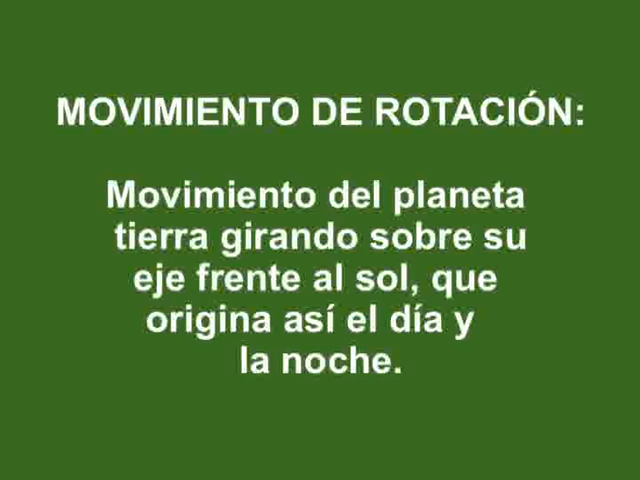 MOVIMIENTO DE ROTACIÓN:
Movimiento del planeta
tierra girando sobre su
eje frente al sol, que
origina así el día y
la noche.